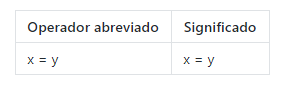 Operador abreviado Significado
x = y x = y